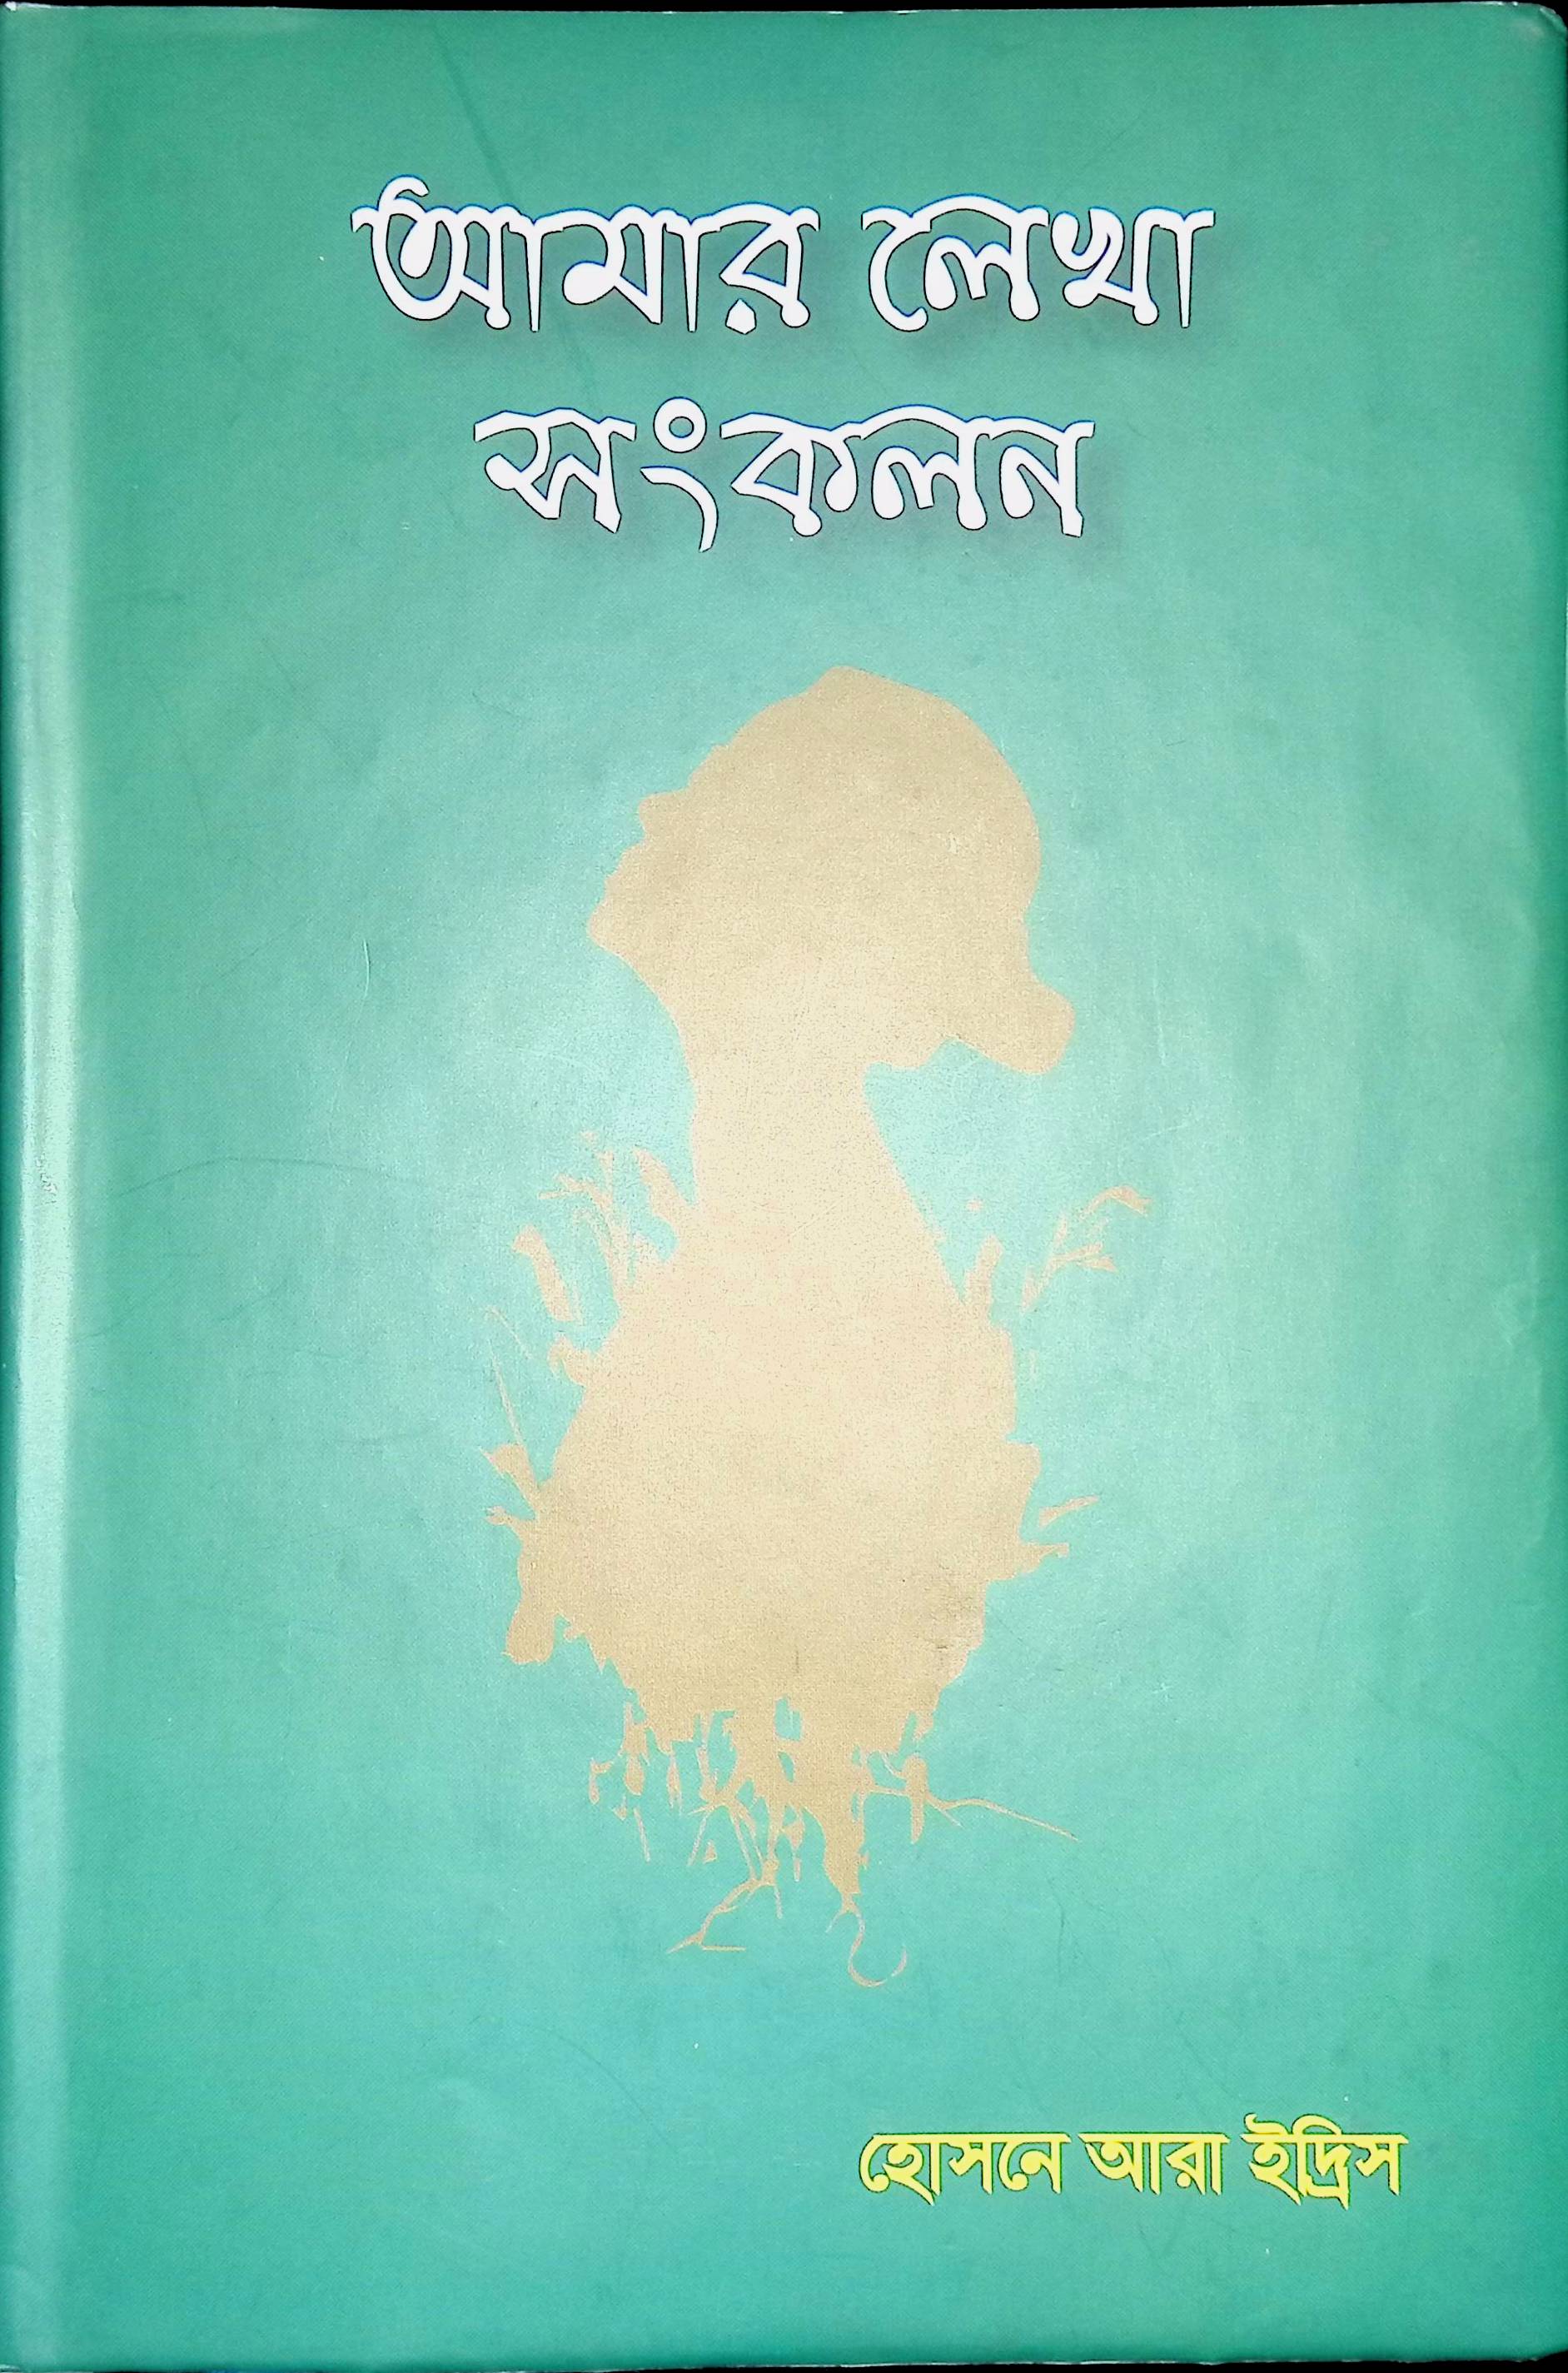 আমার লেখা
সংকলন
হোসনে আরা ইদ্রিস